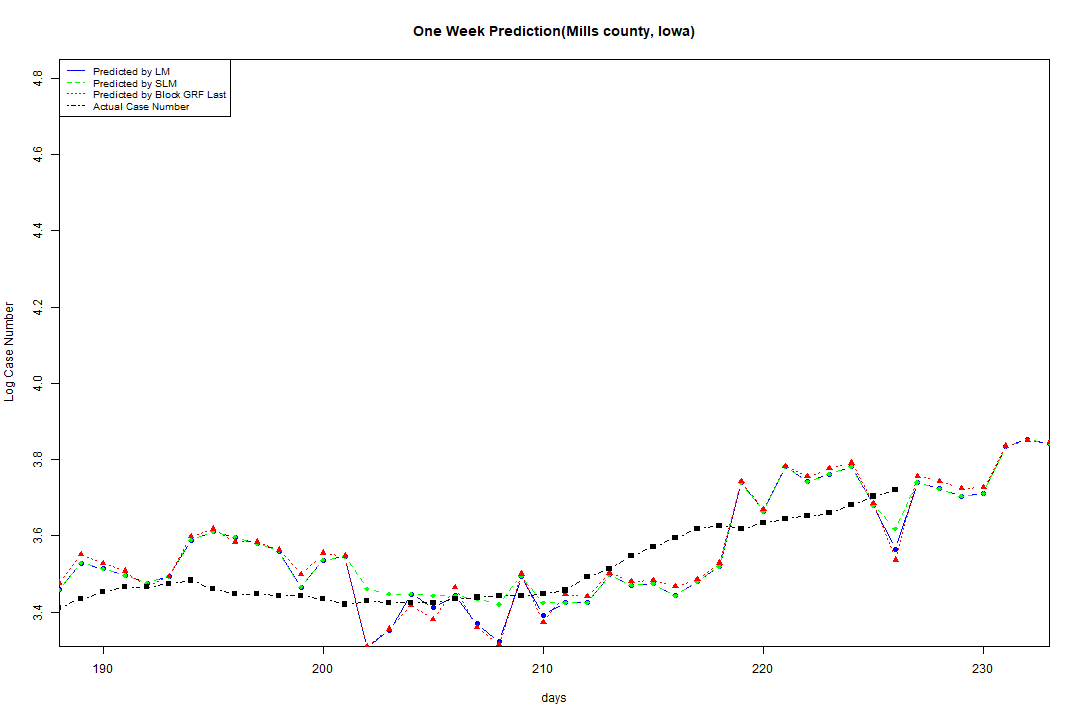 One Week Prediction(Mills county, Iowa)
Predicted by LM
Predicted by SLM
Predicted by Block GRF Last
Actual Case Number
4.8
4.6
4.4
4.2
4.0
3.8
3.6
3.4
Log Case Number
190 200 210 220 230
days